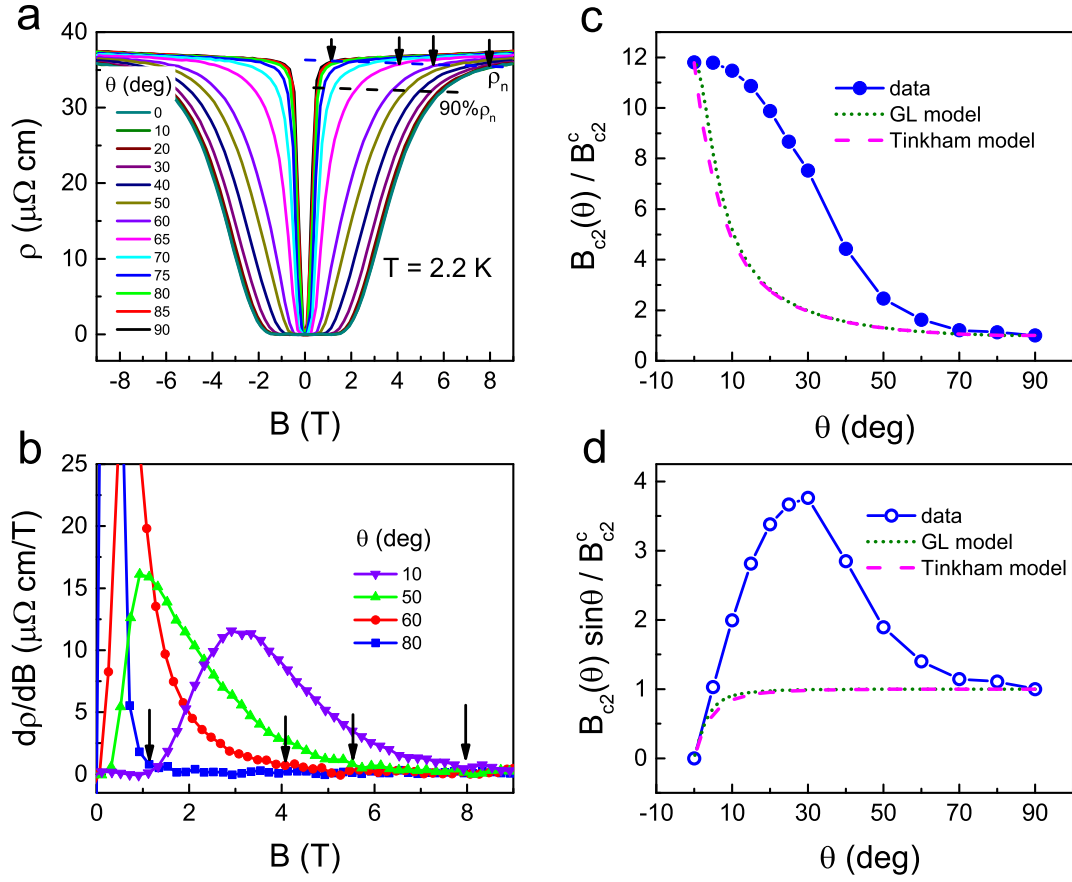 a
40
30
20
10
0
ρ (μΩ cm)
θ (deg)
0
10
20
30
40
50
60
65
70
75
80
85
90
ρn
90%ρn
T = 2.2 K
-8 -6 -4 -2 0 2 4 6 8
B (T)
b
25
20
15
10
5
0
dρ/dB (μΩ cm/T)
θ (deg)
10
50
60
80
0 2 4 6 8
B (T)
c
12
10
8
6
4
2
0
Bc2(θ) / Bc2^c
data
GL model
Tinkham model
-10 10 30 50 70 90
θ (deg)
d
4
3
2
1
0
Bc2(θ) sinθ / Bc2^c
data
GL model
Tinkham model
-10 10 30 50 70 90
θ (deg)